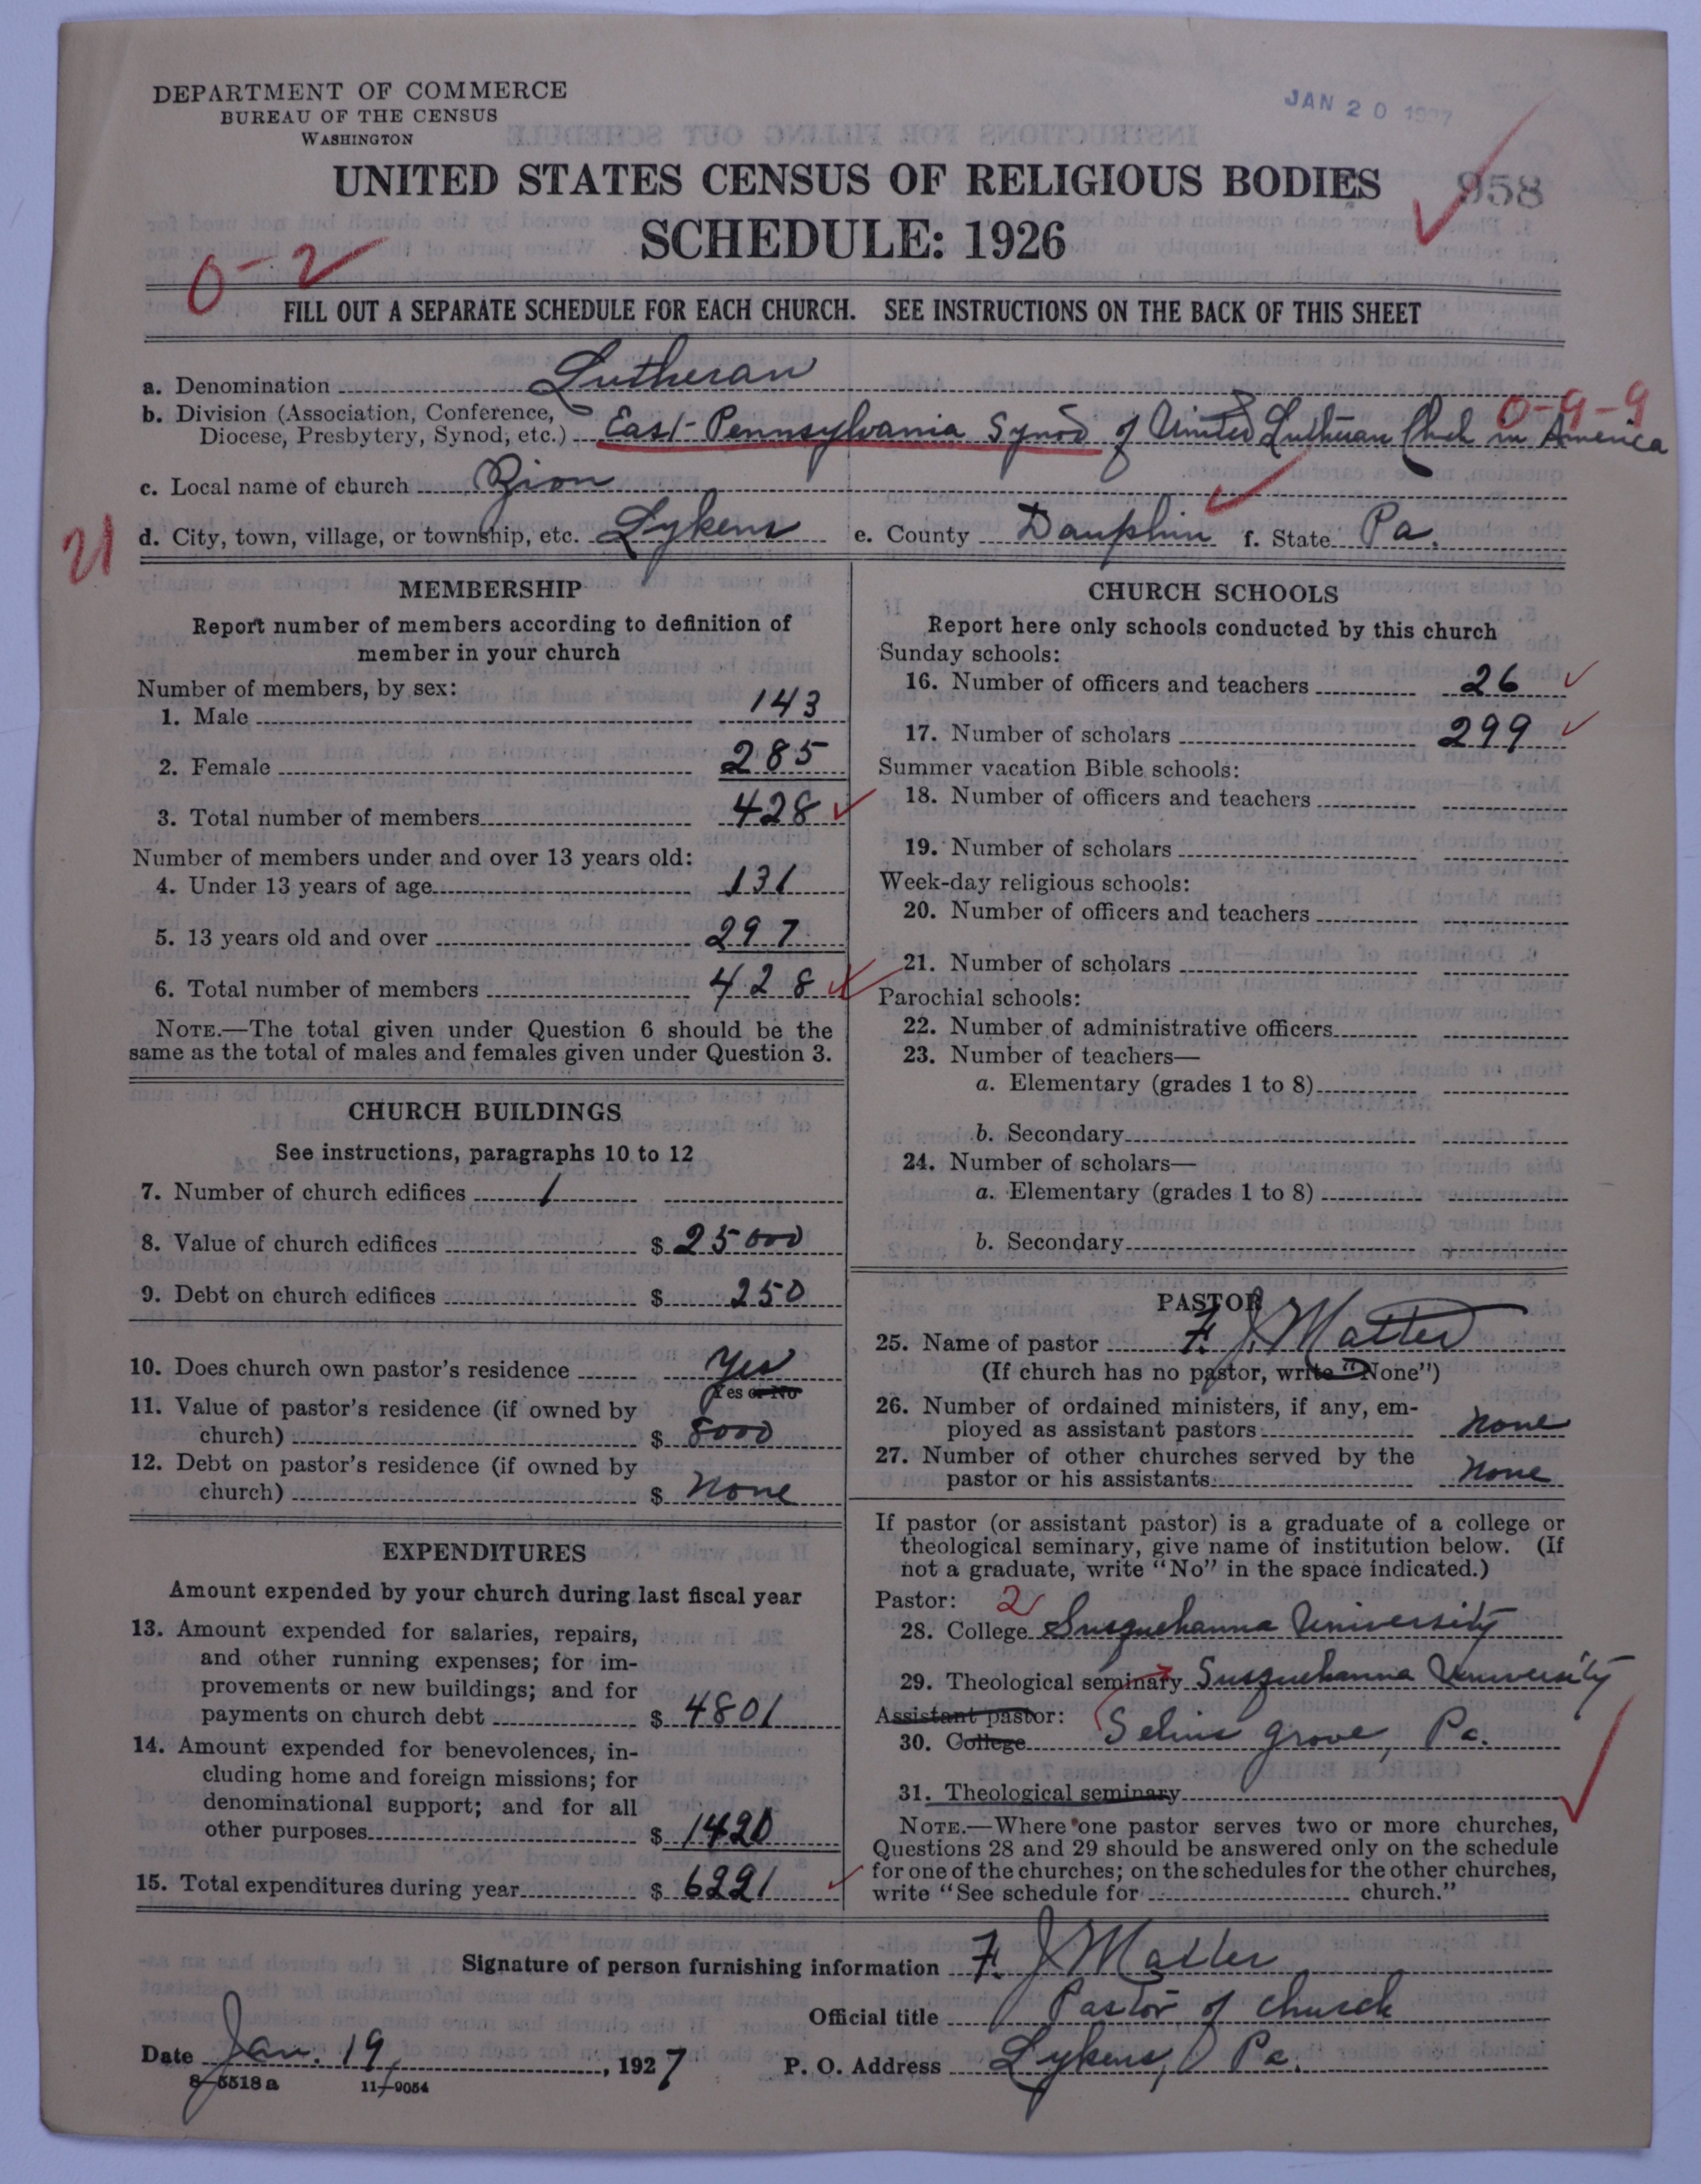 DEPARTMENT OF COMMERCE
BUREAU OF THE CENSUS
WASHINGTON
JAN 20 1927
UNITED STATES CENSUS OF RELIGIOUS BODIES
958
SCHEDULE: 1926
0-2
FILL OUT A SEPARATE SCHEDULE FOR EACH CHURCH. SEE INSTRUCTIONS ON THE BACK OF THIS SHEET
a. Denomination Lutheran
0-9-9
b. Division (Association, Conference, Diocese, Presbytery, Synod, etc.) East Pennsylvania Synod of United Lutheran Chch in America
c. Local name of church Zion
21
d. City, town, village, or township, etc. Lykens e. County Dauphin f. State Pa.
MEMBERSHIP
Report number of members according to definition of
member in your church
Number of members, by sex:
1. Male 143
2. Female 285
3. Total number of members 428
Number of members under and over 13 years old:
4. Under 13 years of age 131
5. 13 years old and over 297
6. Total number of members 428
NOTE.—The total given under Question 6 should be the
same as the total of males and females given under Question 3.
CHURCH BUILDINGS
See instructions, paragraphs 10 to 12
7. Number of church edifices 1
8. Value of church edifices $ 25000
9. Debt on church edifices $ 250
10. Does church own pastor's residence Yes
Yes or No
11. Value of pastor's residence (if owned by
church) $ 8000
12. Debt on pastor's residence (if owned by
church) $ None
EXPENDITURES
Amount expended by your church during last fiscal year
13. Amount expended for salaries, repairs,
and other running expenses; for im-
provements or new buildings; and for
payments on church debt $ 4801
14. Amount expended for benevolences, in-
cluding home and foreign missions; for
denominational support; and for all
other purposes $ 1420
15. Total expenditures during year $ 6221
CHURCH SCHOOLS
Report here only schools conducted by this church
Sunday schools:
16. Number of officers and teachers 26
17. Number of scholars 299
Summer vacation Bible schools:
18. Number of officers and teachers
19. Number of scholars
Week-day religious schools:
20. Number of officers and teachers
21. Number of scholars
Parochial schools:
22. Number of administrative officers
23. Number of teachers—
a. Elementary (grades 1 to 8)
b. Secondary
24. Number of scholars—
a. Elementary (grades 1 to 8)
b. Secondary
PASTOR
25. Name of pastor F. J. Matter
(If church has no pastor, write "None")
26. Number of ordained ministers, if any, em-
ployed as assistant pastors None
27. Number of other churches served by the
pastor or his assistants None
If pastor (or assistant pastor) is a graduate of a college or
theological seminary, give name of institution below. (If
not a graduate, write "No" in the space indicated.)
Pastor: 2
28. College Susquehanna University
29. Theological seminary Susquehanna University
Assistant pastor:
30. College Selins Grove, Pa.
31. Theological seminary
NOTE.—Where one pastor serves two or more churches,
Questions 28 and 29 should be answered only on the schedule
for one of the churches; on the schedules for the other churches,
write "See schedule for church."
Signature of person furnishing information F. J. Matter
Official title Pastor of church
Date Jan. 19, 1927 P. O. Address Lykens, Pa.
8-5518 a 11-9054